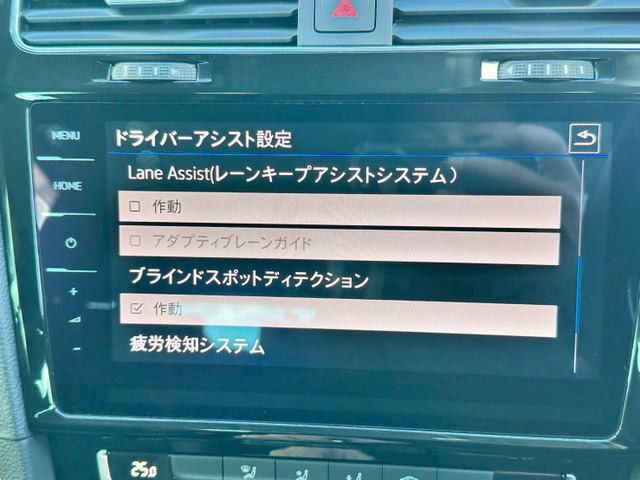 MENU
ドライバーアシスト設定
Lane Assist(レーンキープアシストシステム）
HOME
作動
アダプティブレーンガイド
ブラインドスポットディテクション
+
作動
-
疲労検知システム
25.0